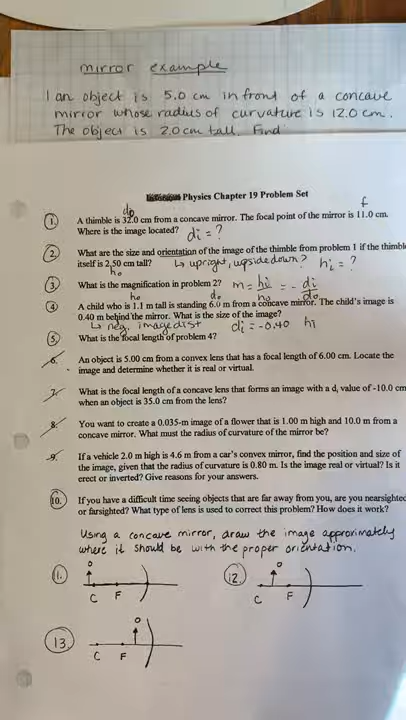 mirror example
1 an object is 5.0 cm in front of a concave
mirror whose radius of curvature is 12.0 cm.
The object is 2.0 cm tall. Find
Physics Chapter 19 Problem Set
do f
1. A thimble is 32.0 cm from a concave mirror. The focal point of the mirror is 11.0 cm.
Where is the image located? di = ?
2. What are the size and orientation of the image of the thimble from problem 1 if the thimble
itself is 2.50 cm tall? ↳ upright, upside down? hi = ?
ho
3. What is the magnification in problem 2? m = hi/ho = - di/do
ho do
4. A child who is 1.1 m tall is standing 6.0 m from a concave mirror. The child's image is
0.40 m behind the mirror. What is the size of the image?
↳ neg. image dist di = -0.40 hi
5. What is the focal length of problem 4?
6. An object is 5.00 cm from a convex lens that has a focal length of 6.00 cm. Locate the
image and determine whether it is real or virtual.
7. What is the focal length of a concave lens that forms an image with a di value of -10.0 cm
when an object is 35.0 cm from the lens?
8. You want to create a 0.035-m image of a flower that is 1.00 m high and 10.0 m from a
concave mirror. What must the radius of curvature of the mirror be?
9. If a vehicle 2.0 m high is 4.6 m from a car's convex mirror, find the position and size of
the image, given that the radius of curvature is 0.80 m. Is the image real or virtual? Is it
erect or inverted? Give reasons for your answers.
10. If you have a difficult time seeing objects that are far away from you, are you nearsighted
or farsighted? What type of lens is used to correct this problem? How does it work?
Using a concave mirror, draw the image approximately
where it should be with the proper orientation.
11. O C F
12. O C F
13. O C F